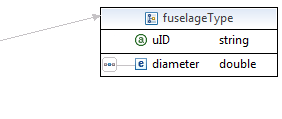 fuselageType
a uID string
e diameter double